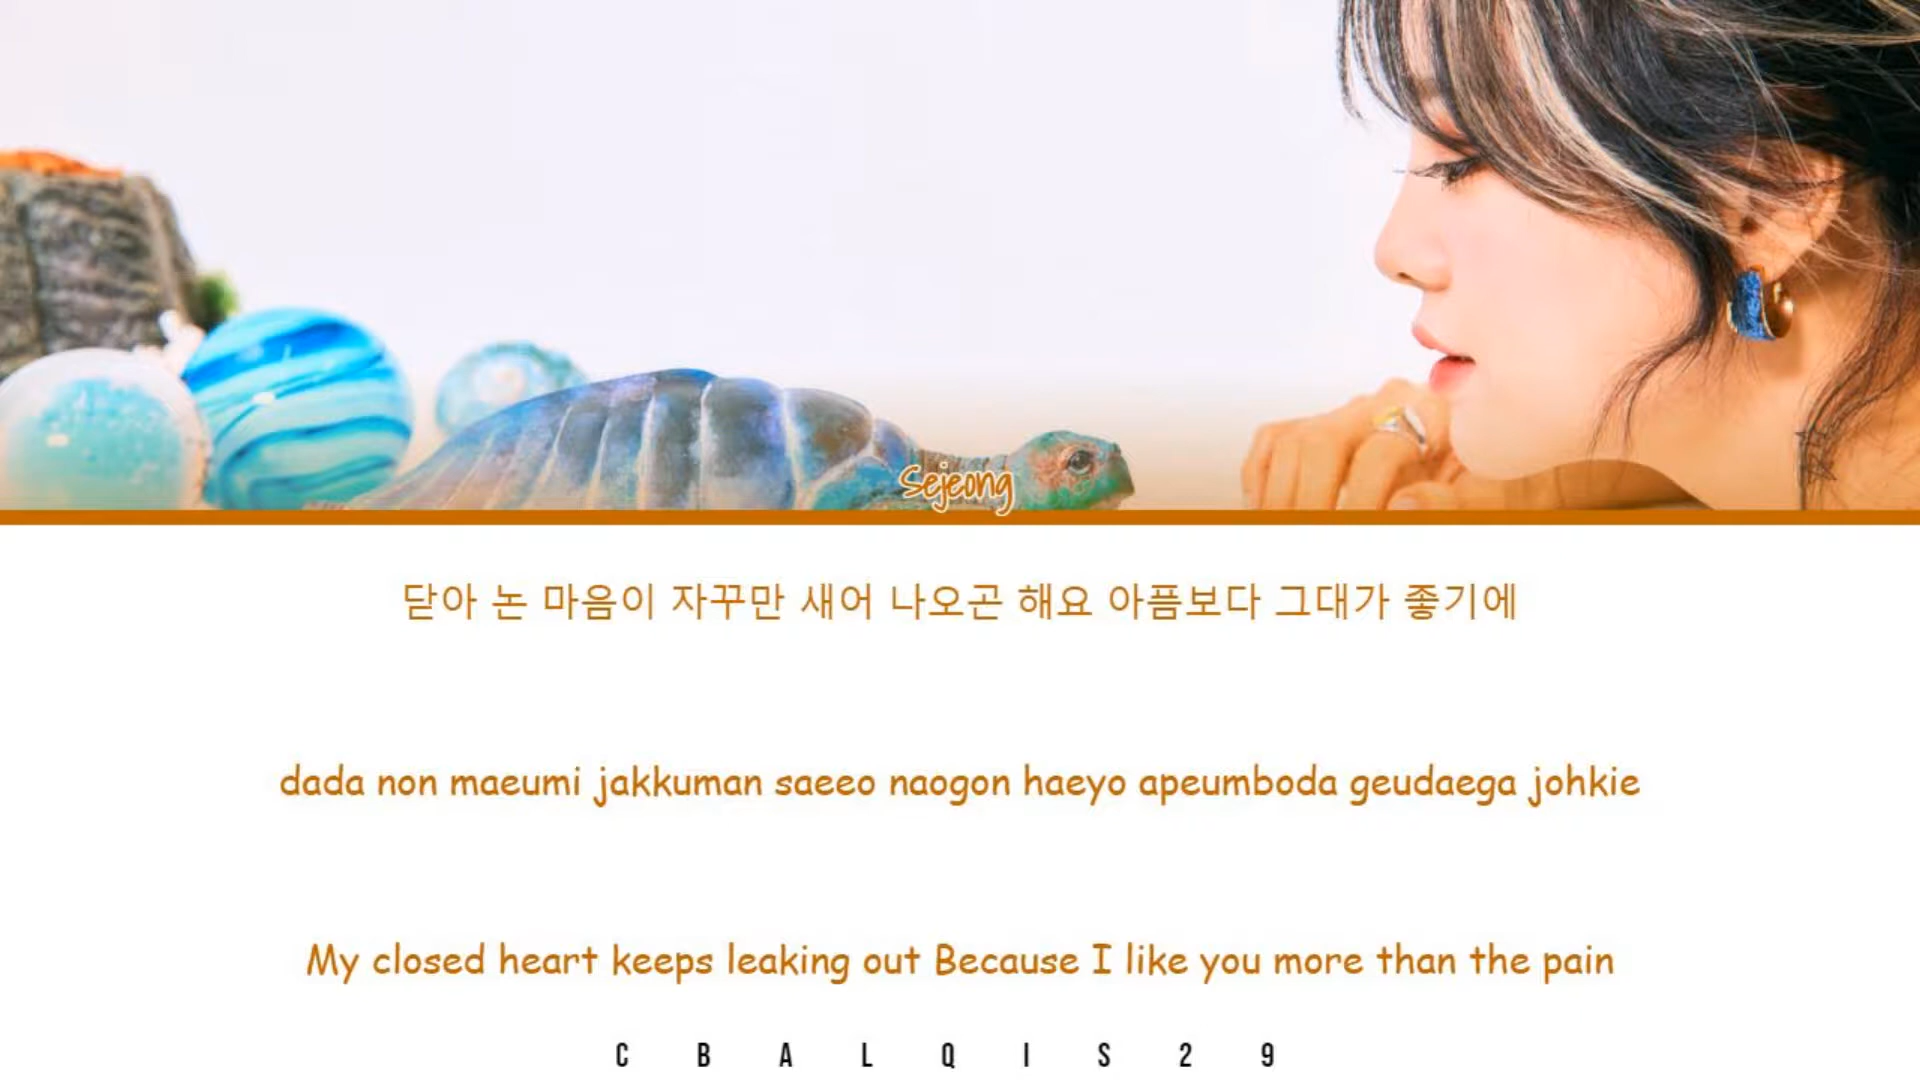 Sejeong
닫아 논 마음이 자꾸만 새어 나오곤 해요 아픔보다 그대가 좋기에
dada non maeumi jakkuman saeeo naogon haeyo apeumboda geudaega johkie
My closed heart keeps leaking out Because I like you more than the pain
C B A L Q I S 2 9